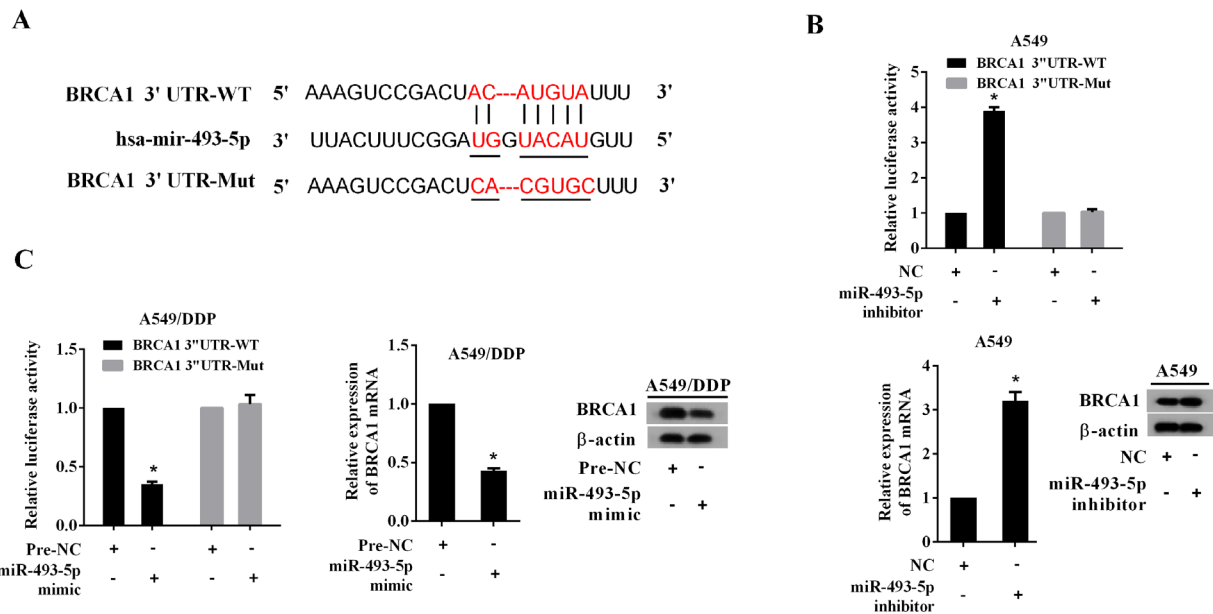 A
BRCA1 3' UTR-WT 5' AAAGUCCGACUAC---AUGUAUUU 3'
hsa-mir-493-5p 3' UUACUUUCGGAUGGUACAUGUU 5'
BRCA1 3' UTR-Mut 5' AAAGUCCGACUCA---CGUGCUUU 3'
B
A549
BRCA1 3"UTR-WT
BRCA1 3"UTR-Mut
Relative luciferase activity
5
4
3
2
1
0
*
NC + - + -
miR-493-5p
inhibitor - + - +
A549
Relative expression
of BRCA1 mRNA
4
3
2
1
0
*
NC + -
miR-493-5p
inhibitor - +
A549
BRCA1
β-actin
NC + -
miR-493-5p
inhibitor - +
C
A549/DDP
BRCA1 3"UTR-WT
BRCA1 3"UTR-Mut
Relative luciferase activity
1.5
1.0
0.5
0.0
*
Pre-NC + - + -
miR-493-5p
mimic - + - +
A549/DDP
Relative expression
of BRCA1 mRNA
1.5
1.0
0.5
0.0
*
Pre-NC + -
miR-493-5p
mimic - +
A549/DDP
BRCA1
β-actin
Pre-NC + -
miR-493-5p
mimic - +